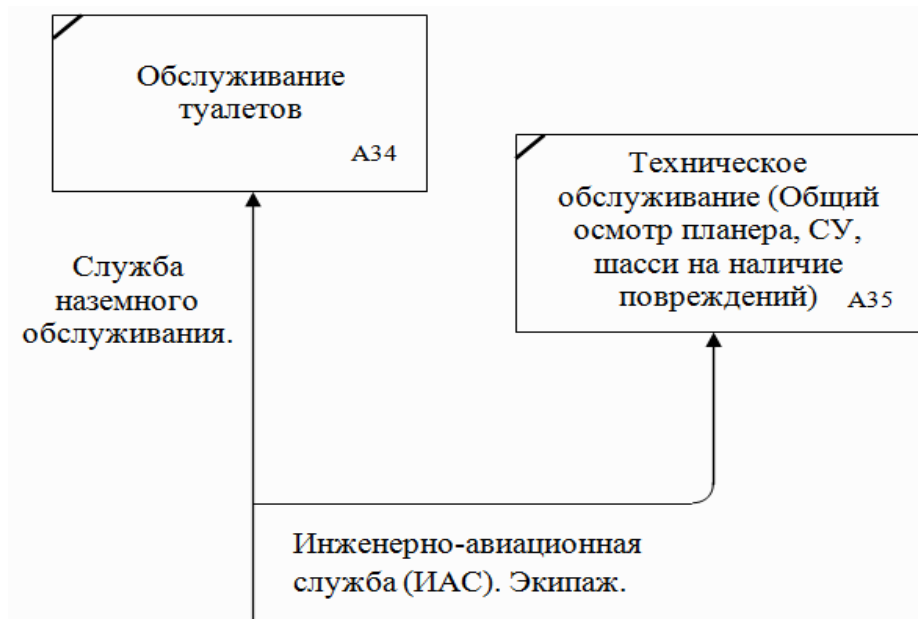 Обслуживание
туалетов
А34
Техническое
обслуживание (Общий
осмотр планера, СУ,
шасси на наличие
повреждений)
А35
Служба
наземного
обслуживания.
Инженерно-авиационная
служба (ИАС). Экипаж.